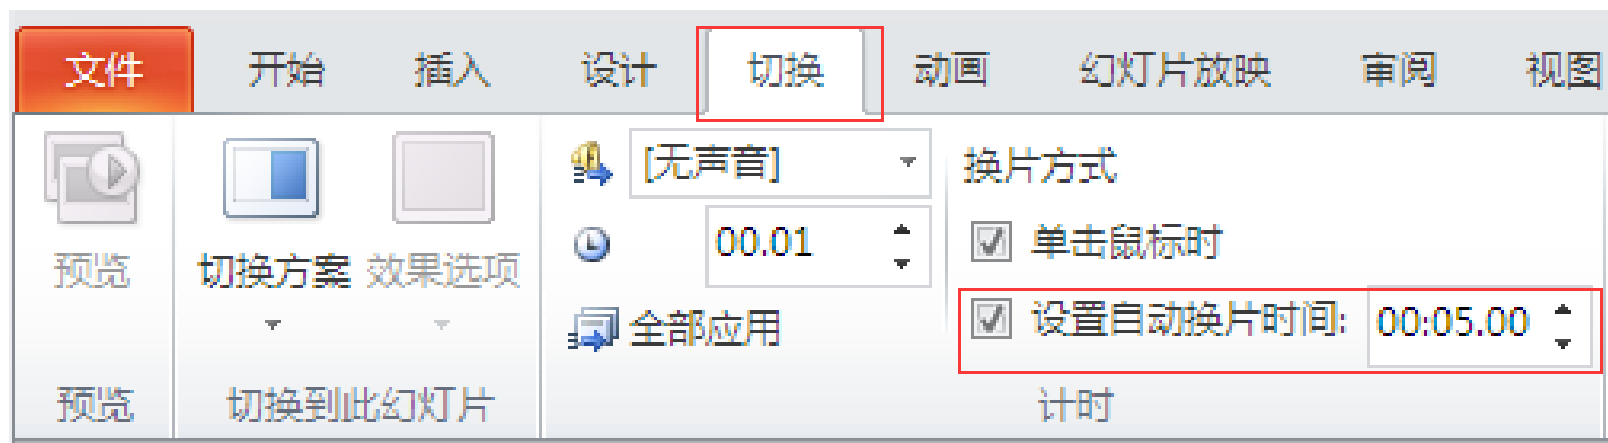 文件 开始 插入 设计 切换 动画 幻灯片放映 审阅 视图
[无声音] 换片方式
00.01 单击鼠标时
预览 切换方案 效果选项
全部应用 设置自动换片时间: 00:05.00
预览 切换到此幻灯片 计时